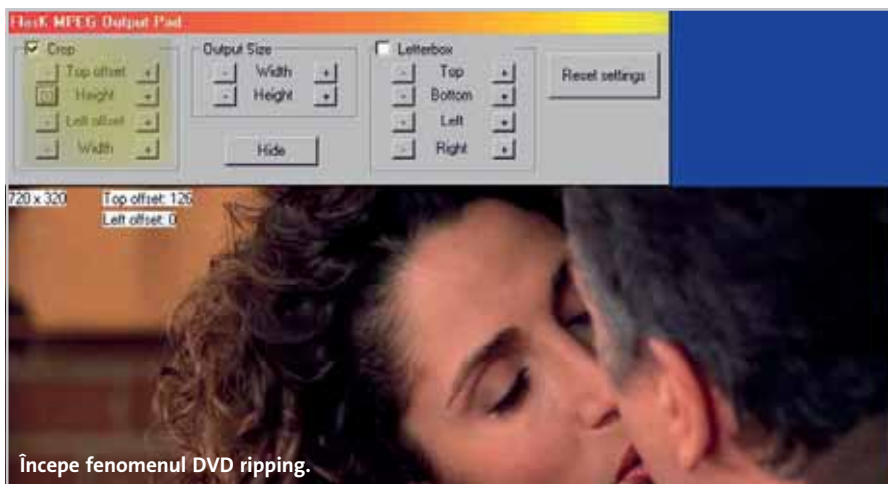 FlasK MPEG Output Pad
Crop
- Top offset +
- Height +
- Left offset +
- Width +
Output Size
- Width +
- Height +
Hide
Letterbox
- Top +
- Bottom +
- Left +
- Right +
Reset settings
720 x 320
Top offset: 126
Left offset: 0
Începe fenomenul DVD ripping.